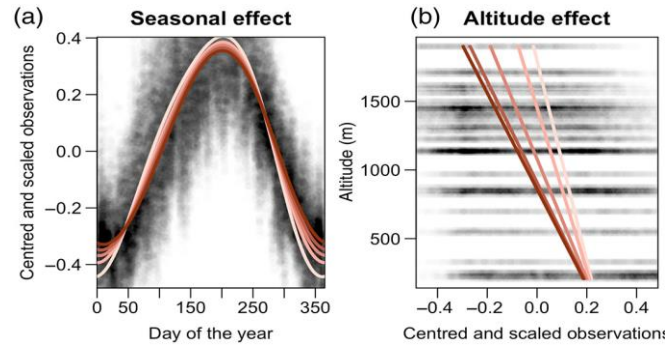 (a) Seasonal effect
Centred and scaled observations
0.4
0.2
0.0
−0.2
−0.4
0 50 150 250 350
Day of the year
(b) Altitude effect
Altitude (m)
1500
1000
500
−0.4 −0.2 0.0 0.2 0.4
Centred and scaled observations